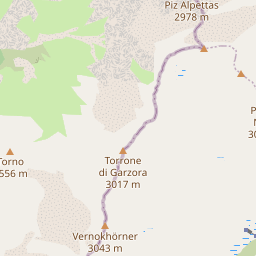 Piz Alpettas
2978 m
Torno
556 m
Torrone
di Garzora
3017 m
Vernokhörner
3043 m